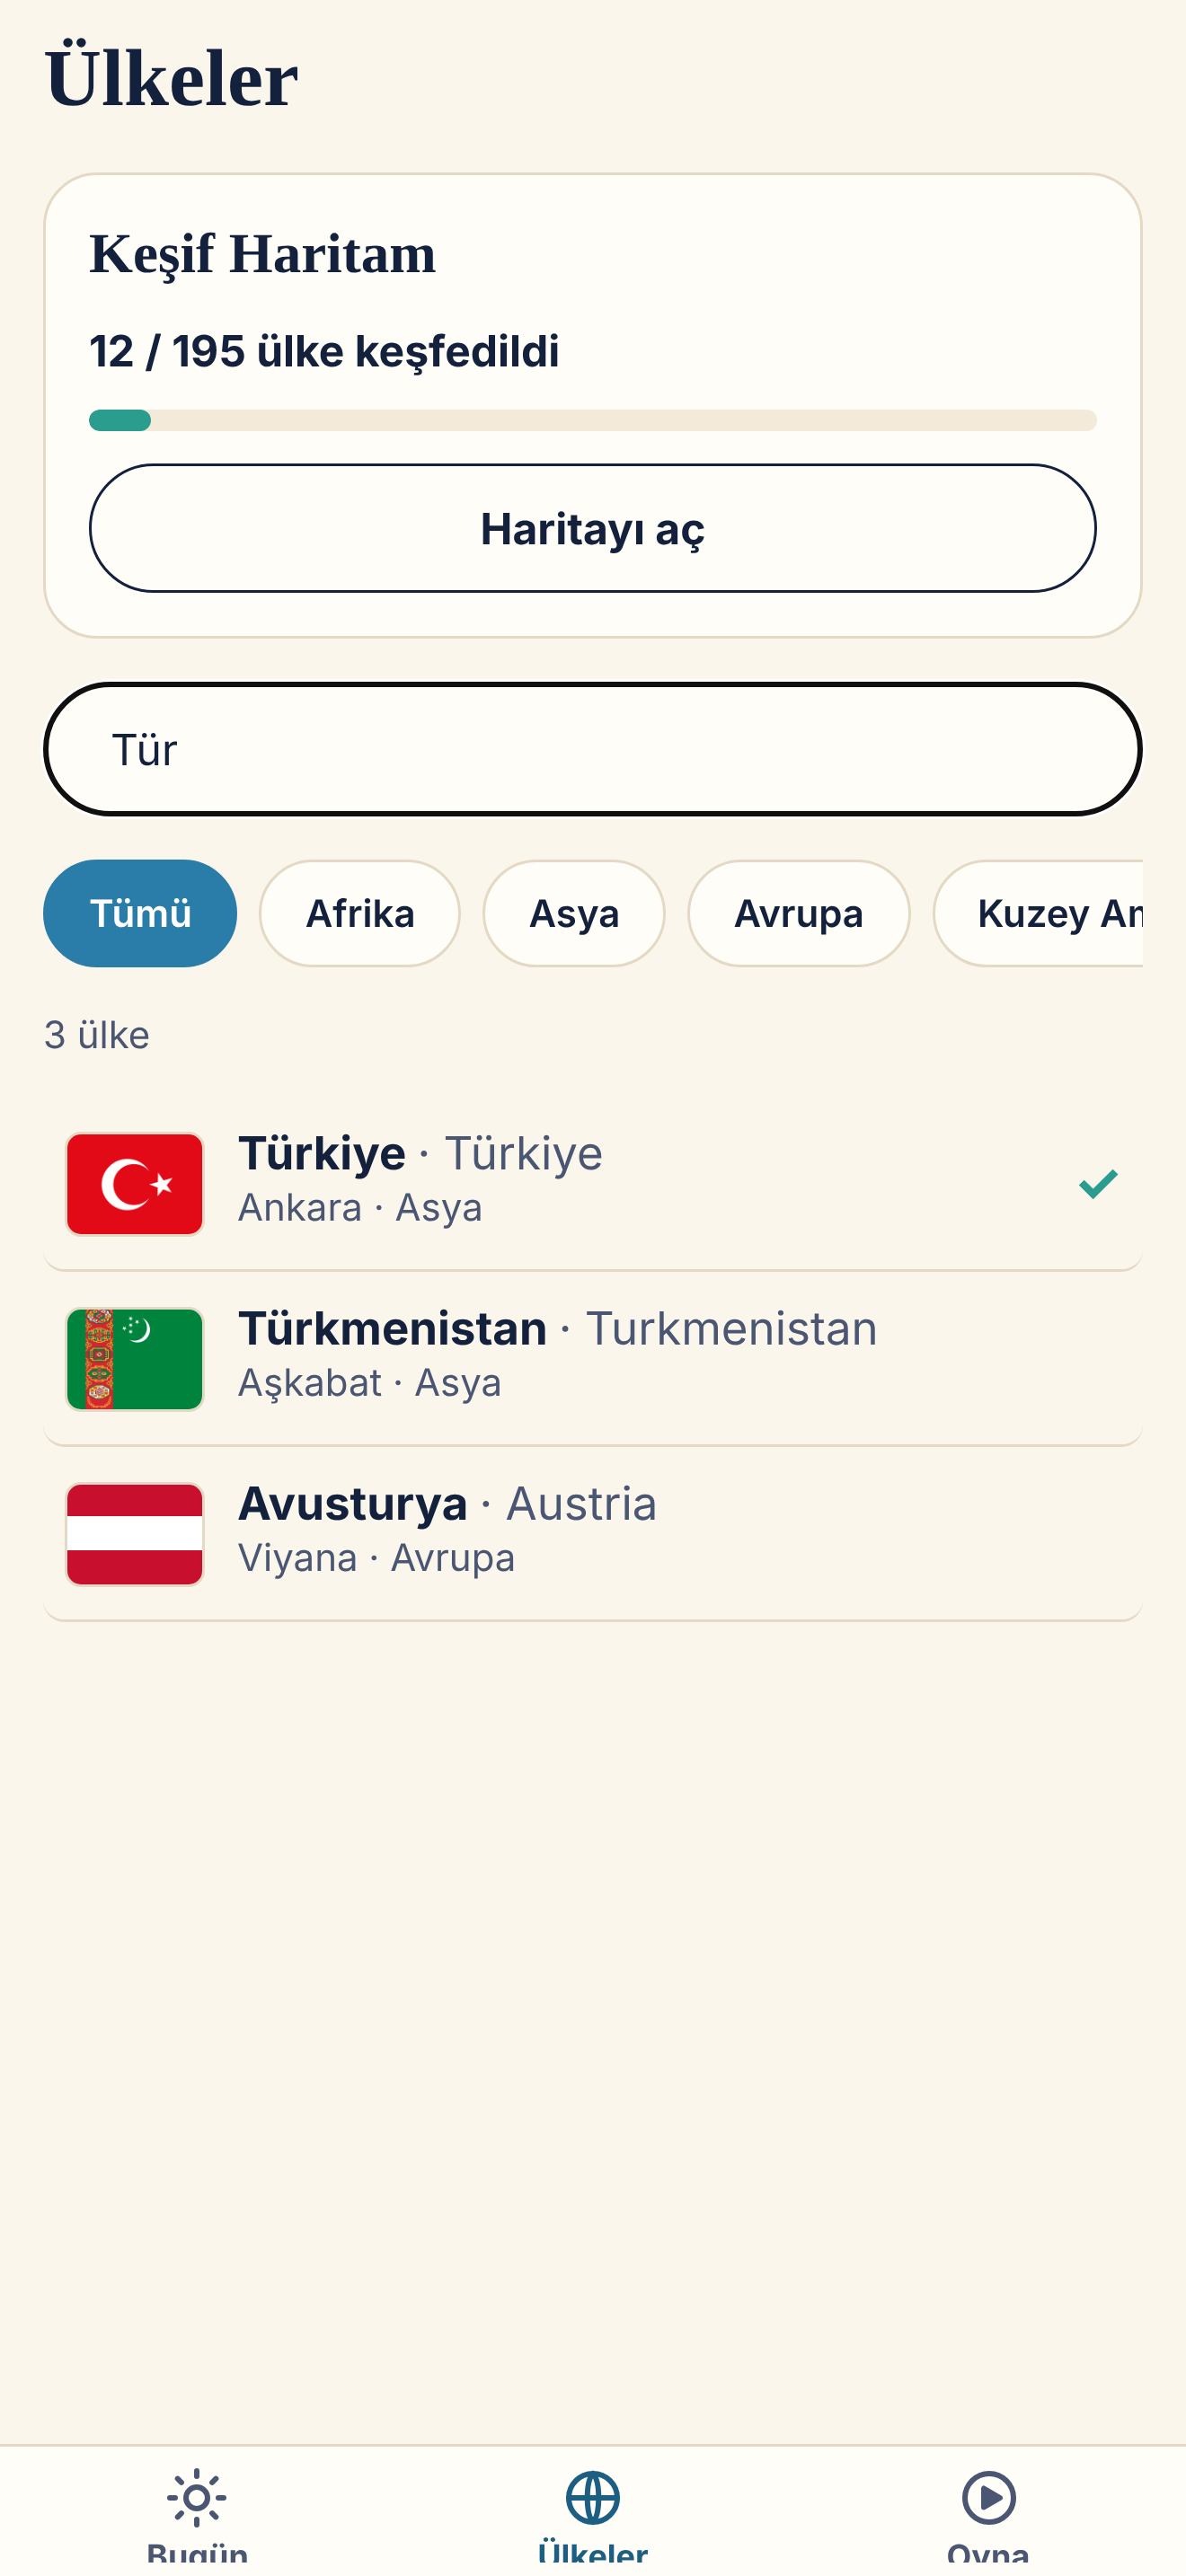 Ülkeler
Keşif Haritam
12 / 195 ülke keşfedildi
Haritayı aç
Tür
Tümü Afrika Asya Avrupa Kuzey
3 ülke
Türkiye · Türkiye
Ankara · Asya
Türkmenistan · Turkmenistan
Aşkabat · Asya
Avusturya · Austria
Viyana · Avrupa
Bugün Ülkeler Oyna